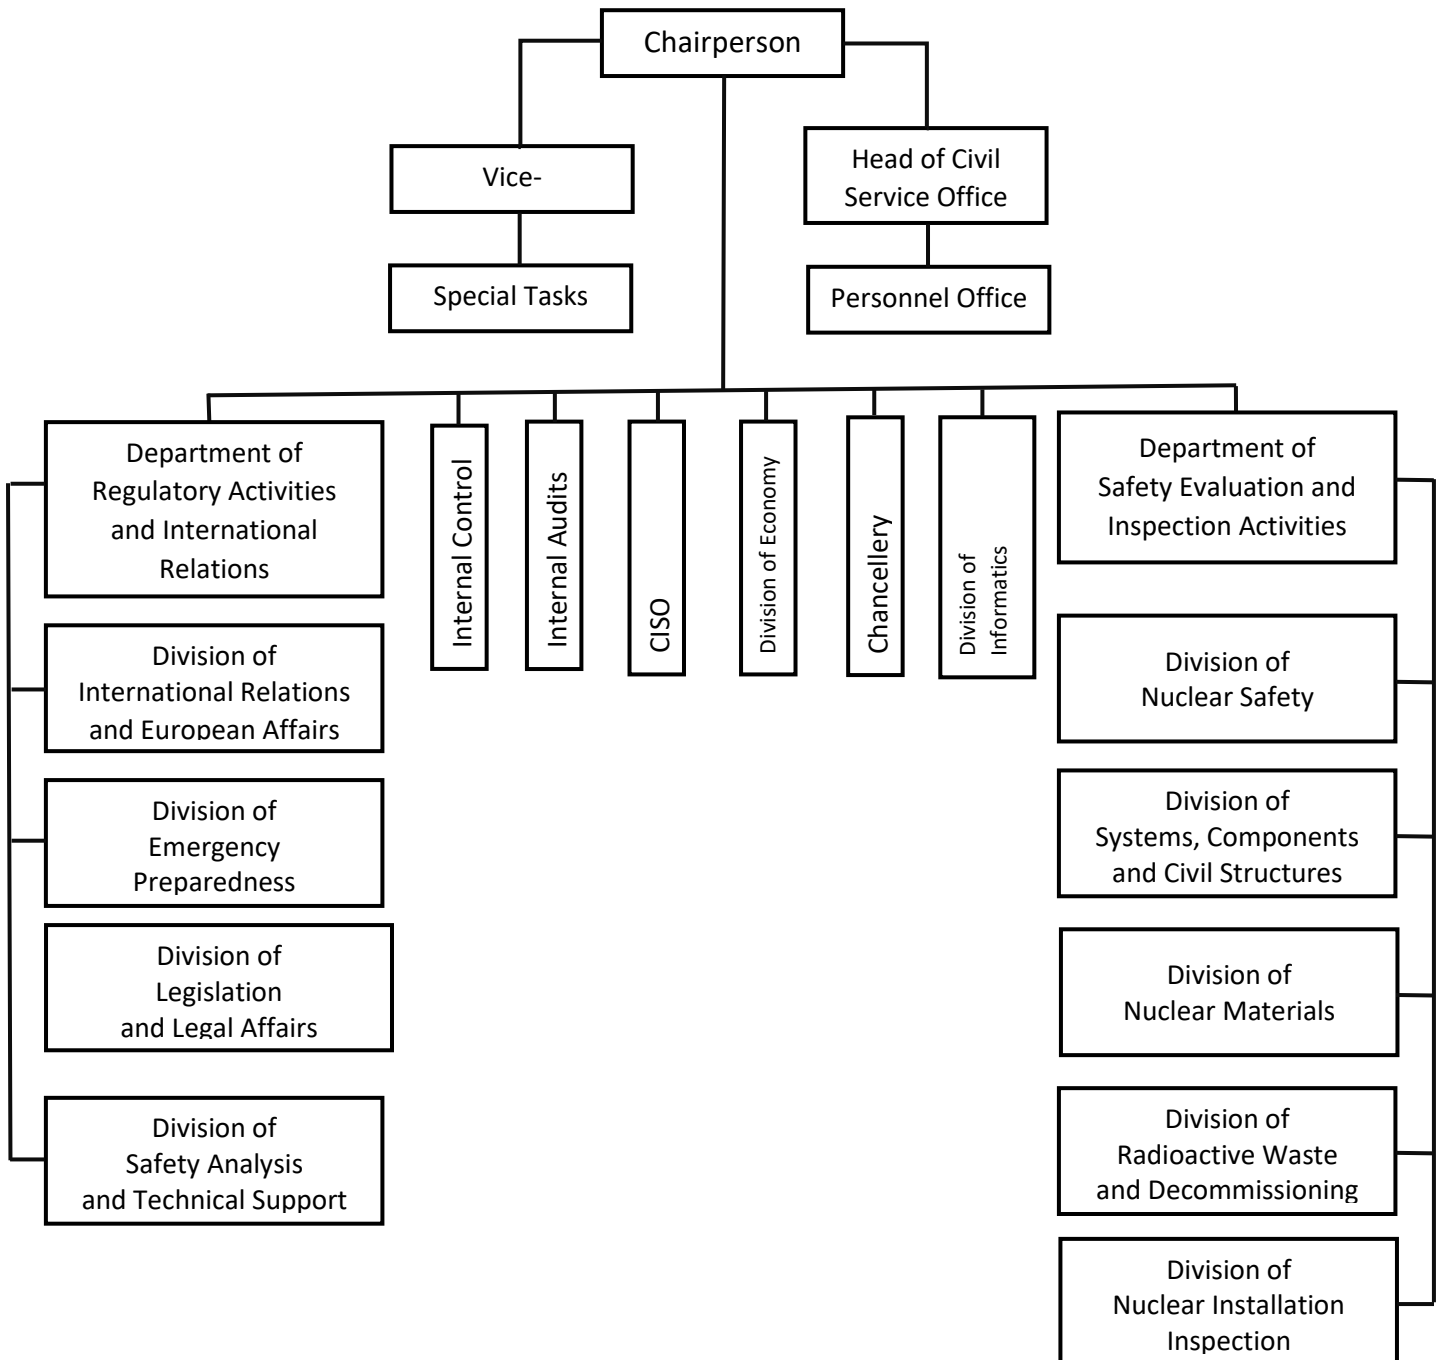 Chairperson
Vice-
Head of Civil
Service Office
Special Tasks
Personnel Office
Department of
Regulatory Activities
and International
Relations
Internal Control
Internal Audits
CISO
Division of Economy
Chancellery
Division of
Informatics
Department of
Safety Evaluation and
Inspection Activities
Division of
International Relations
and European Affairs
Division of
Emergency
Preparedness
Division of
Legislation
and Legal Affairs
Division of
Safety Analysis
and Technical Support
Division of
Nuclear Safety
Division of
Systems, Components
and Civil Structures
Division of
Nuclear Materials
Division of
Radioactive Waste
and Decommissioning
Division of
Nuclear Installation
Inspection